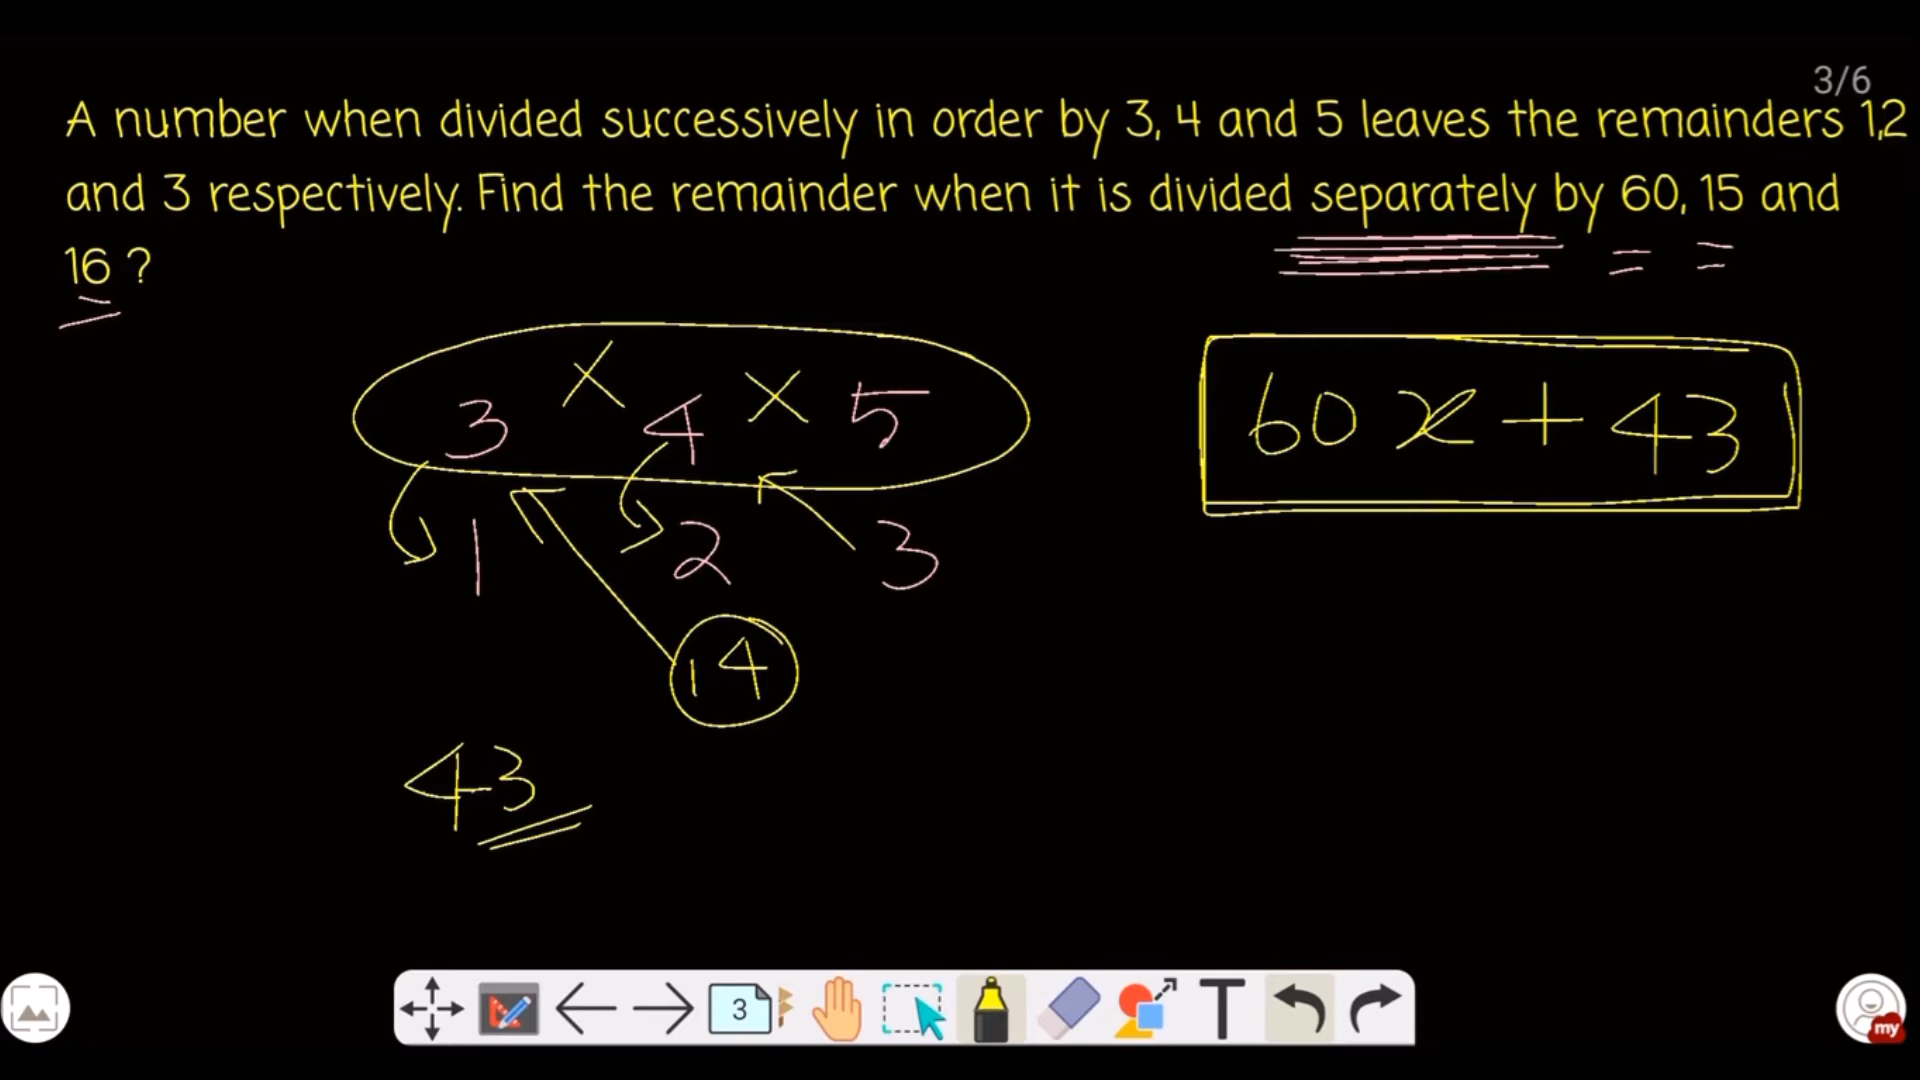 3/6
A number when divided successively in order by 3, 4 and 5 leaves the remainders 1,2
and 3 respectively. Find the remainder when it is divided separately by 60, 15 and
16 ?
3 × 4 × 5
60x + 43
1 2 3
14
43
3
T
my